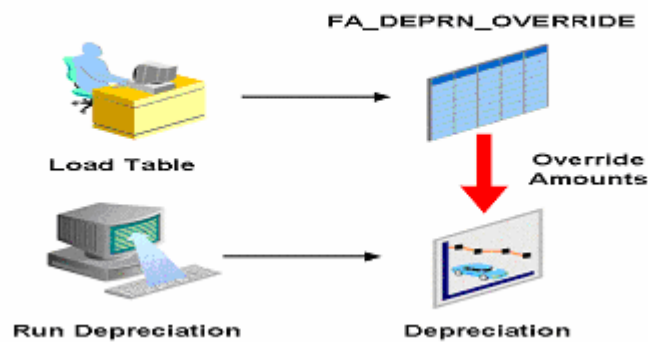 FA_DEPRN_OVERRIDE
Load Table
Override
Amounts
Run Depreciation
Depreciation